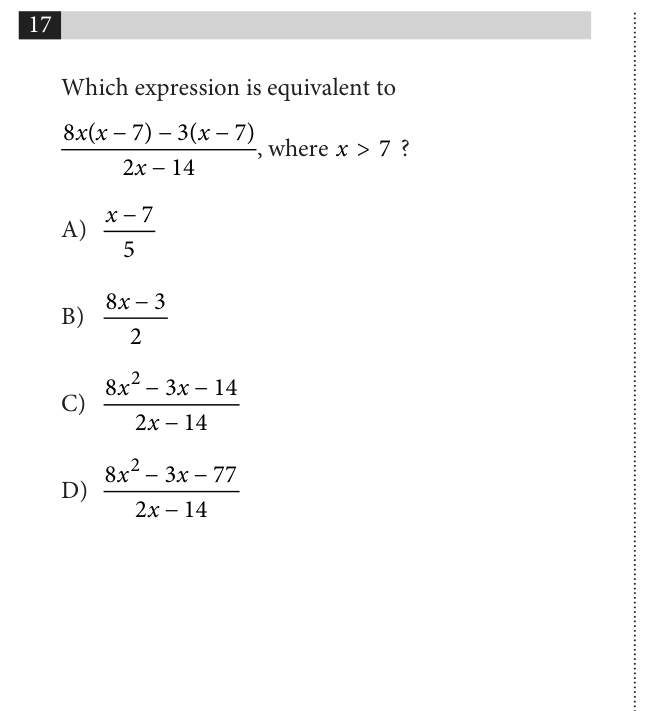 17
Which expression is equivalent to
8x(x − 7) − 3(x − 7)
2x − 14
, where x > 7 ?
A) x − 7
5
B) 8x − 3
2
C) 8x² − 3x − 14
2x − 14
D) 8x² − 3x − 77
2x − 14